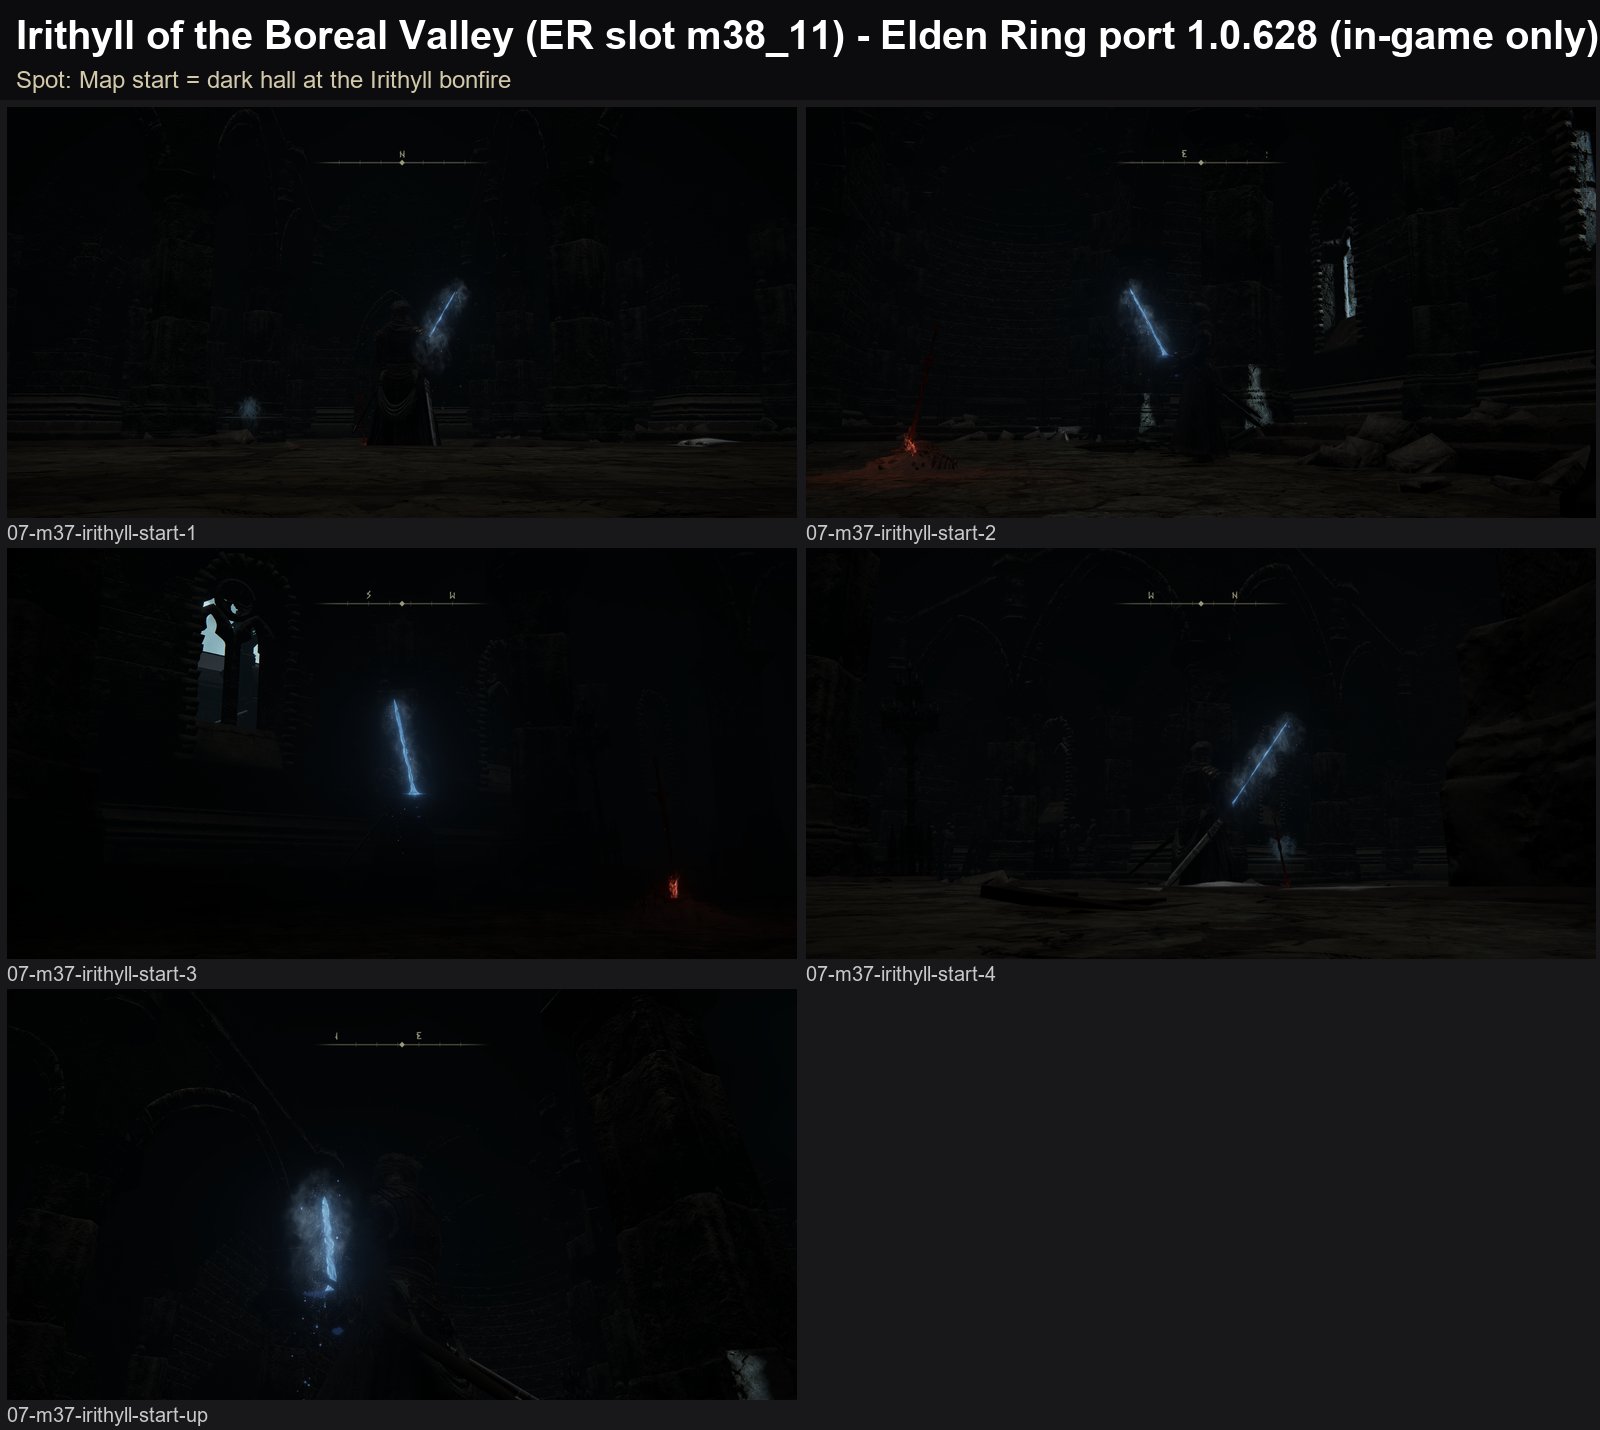 Irithyll of the Boreal Valley (ER slot m38_11) - Elden Ring port 1.0.628 (in-game only)
Spot: Map start = dark hall at the Irithyll bonfire
N
E
07-m37-irithyll-start-1
07-m37-irithyll-start-2
S W
W N
07-m37-irithyll-start-3
07-m37-irithyll-start-4
E
07-m37-irithyll-start-up